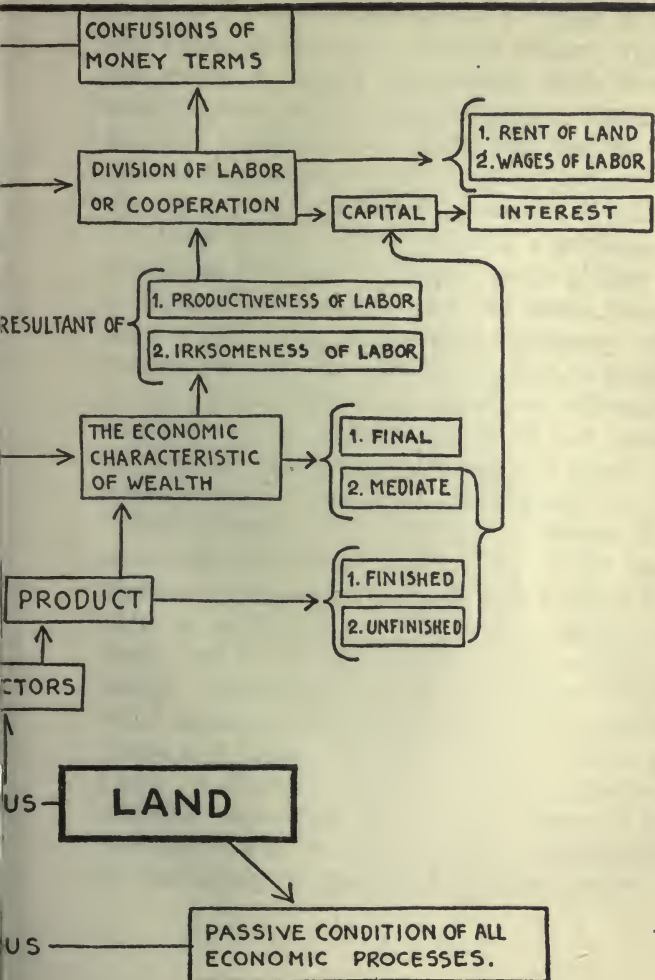 CONFUSIONS OF
MONEY TERMS
1. RENT OF LAND
2. WAGES OF LABOR
DIVISION OF LABOR
OR COOPERATION
CAPITAL
INTEREST
1. PRODUCTIVENESS OF LABOR
RESULTANT OF
2. IRKSOMENESS OF LABOR
THE ECONOMIC
CHARACTERISTIC
OF WEALTH
1. FINAL
2. MEDIATE
1. FINISHED
PRODUCT
2. UNFINISHED
CTORS
US
LAND
US
PASSIVE CONDITION OF ALL
ECONOMIC PROCESSES.